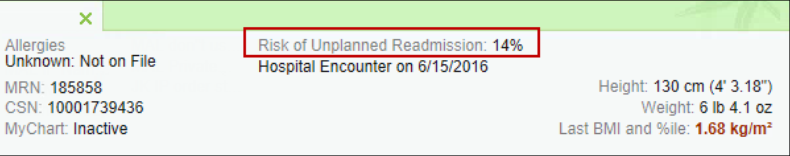 Allergies
Unknown: Not on File
MRN: 185858
CSN: 10001739436
MyChart: Inactive
Risk of Unplanned Readmission: 14%
Hospital Encounter on 6/15/2016
Height: 130 cm (4' 3.18")
Weight: 6 lb 4.1 oz
Last BMI and %ile: 1.68 kg/m²